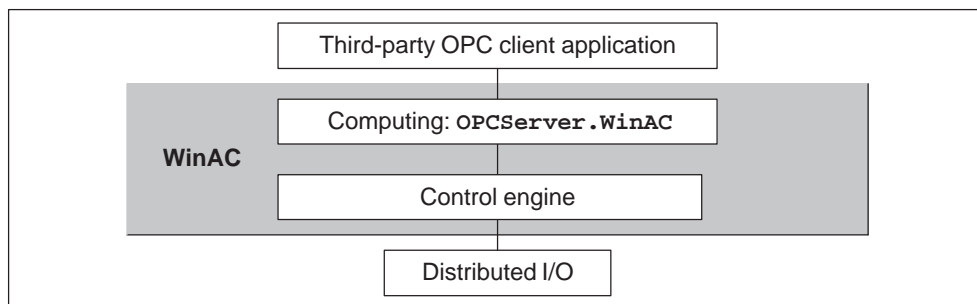 Third-party OPC client application
Computing: OPCServer.WinAC
WinAC
Control engine
Distributed I/O